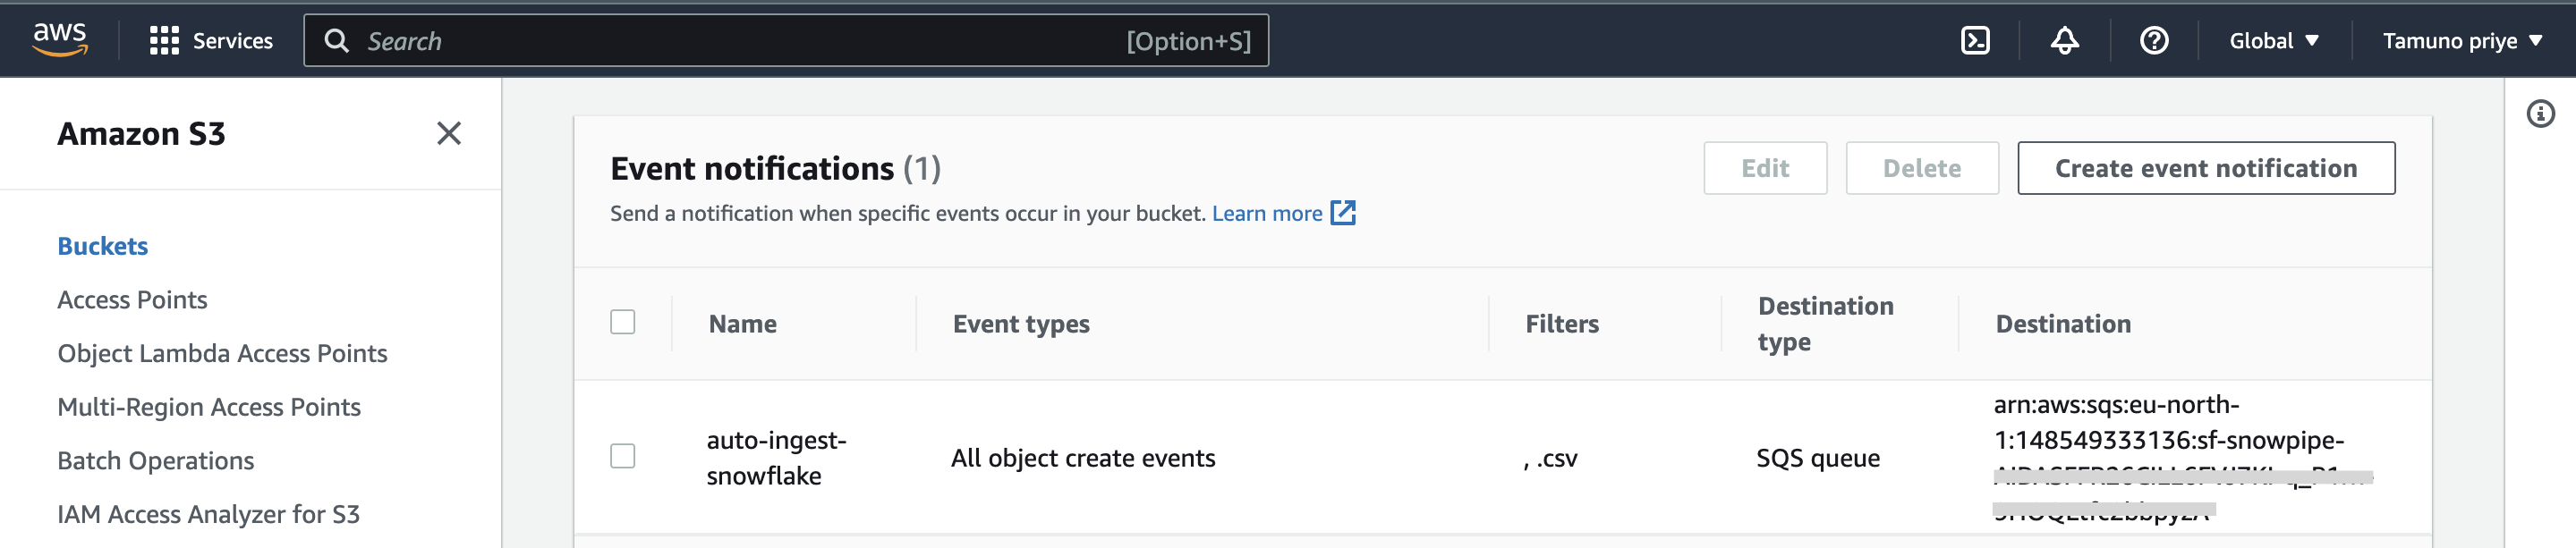 aws
Services
Search
[Option+S]
Global
Tamuno priye
Amazon S3
Buckets
Access Points
Object Lambda Access Points
Multi-Region Access Points
Batch Operations
IAM Access Analyzer for S3
Event notifications (1)
Send a notification when specific events occur in your bucket. Learn more
Edit
Delete
Create event notification
Name
Event types
Filters
Destination
type
Destination
auto-ingest-
snowflake
All object create events
, .csv
SQS queue
arn:aws:sqs:eu-north-
1:148549333136:sf-snowpipe-